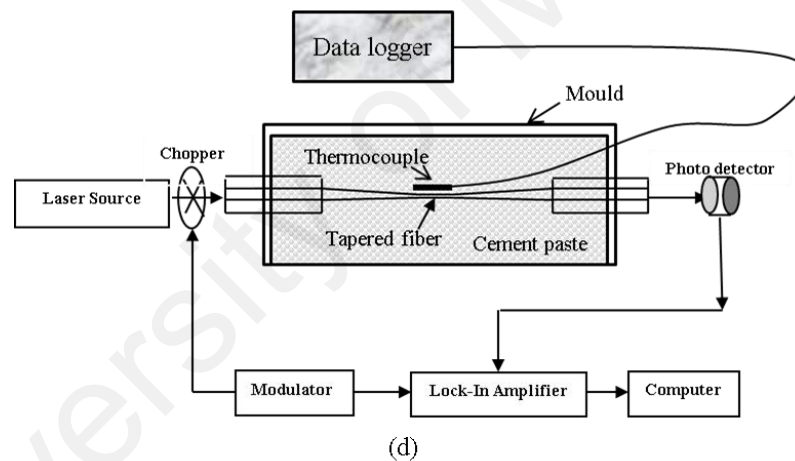 Data logger
Mould
Chopper
Thermocouple
Photo detector
Laser Source
Tapered fiber
Cement paste
Modulator
Lock-In Amplifier
Computer
(d)